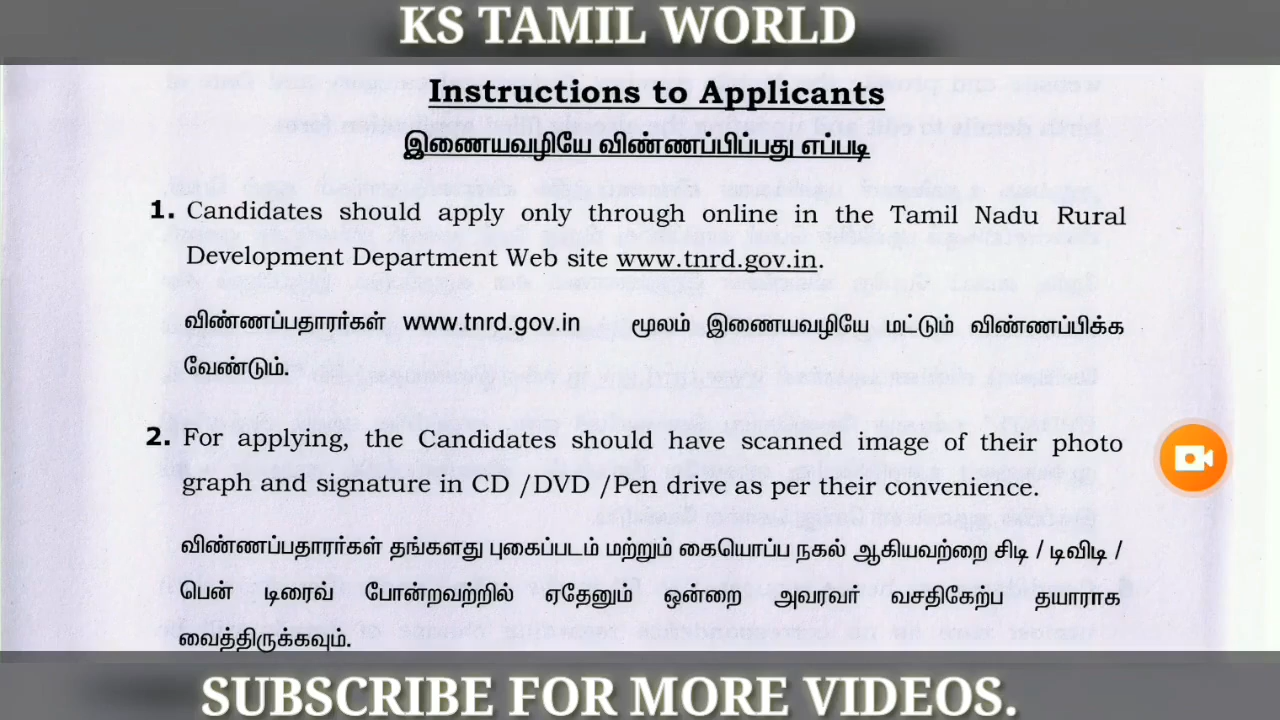 KS TAMIL WORLD
Instructions to Applicants
இணையவழியே விண்ணப்பிப்பது எப்படி
1. Candidates should apply only through online in the Tamil Nadu Rural
Development Department Web site www.tnrd.gov.in.
விண்ணப்பதாரர்கள் www.tnrd.gov.in மூலம் இணையவழியே மட்டும் விண்ணப்பிக்க
வேண்டும்.
2. For applying, the Candidates should have scanned image of their photo
graph and signature in CD /DVD /Pen drive as per their convenience.
விண்ணப்பதாரர்கள் தங்களது புகைப்படம் மற்றும் கையொப்ப நகல் ஆகியவற்றை சிடி / டிவிடி /
பென் டிரைவ் போன்றவற்றில் ஏதேனும் ஒன்றை அவரவர் வசதிகேற்ப தயாராக
வைத்திருக்கவும்.
SUBSCRIBE FOR MORE VIDEOS.